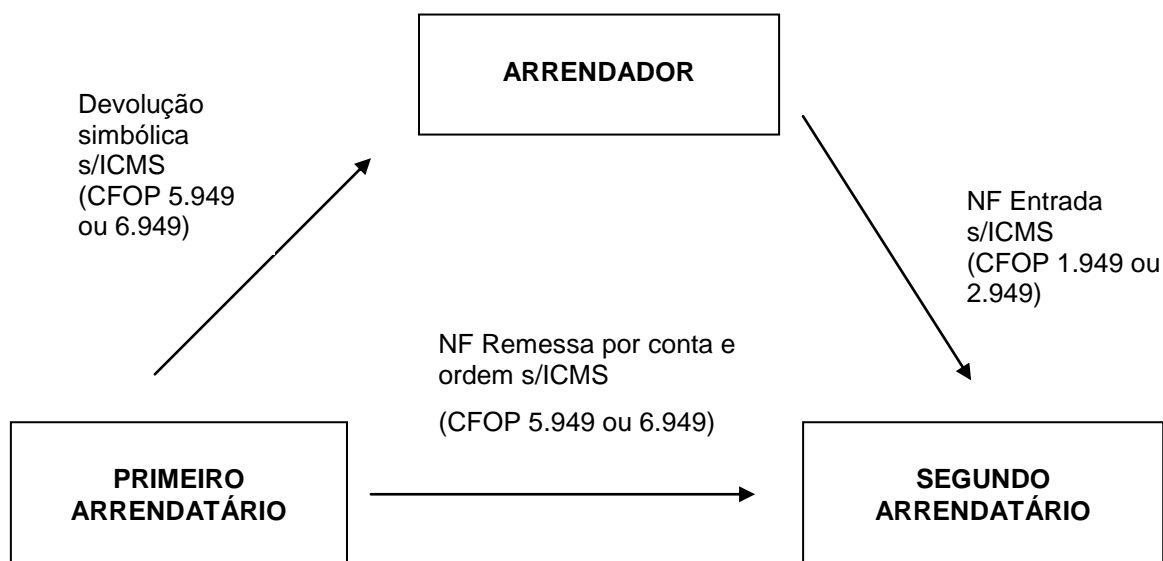 ARRENDADOR
Devolução
simbólica
s/ICMS
(CFOP 5.949
ou 6.949)
NF Entrada
s/ICMS
(CFOP 1.949 ou
2.949)
NF Remessa por conta e
ordem s/ICMS
(CFOP 5.949 ou 6.949)
PRIMEIRO
ARRENDATÁRIO
SEGUNDO
ARRENDATÁRIO